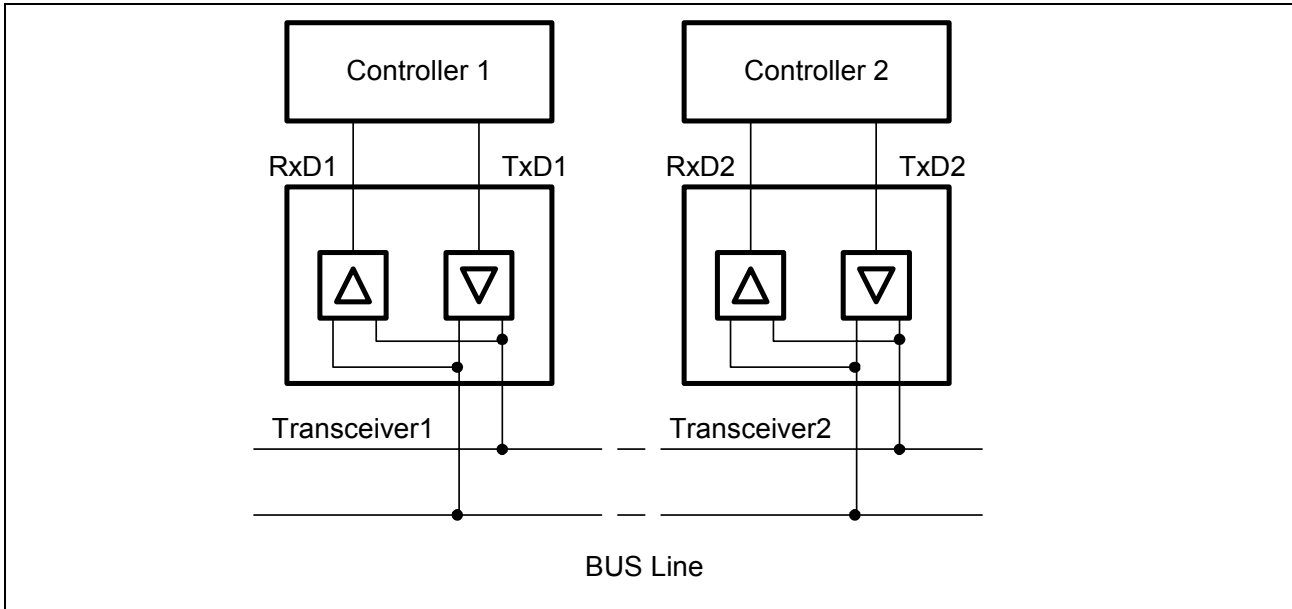 Controller 1
Controller 2
RxD1
TxD1
RxD2
TxD2
Transceiver1
Transceiver2
BUS Line